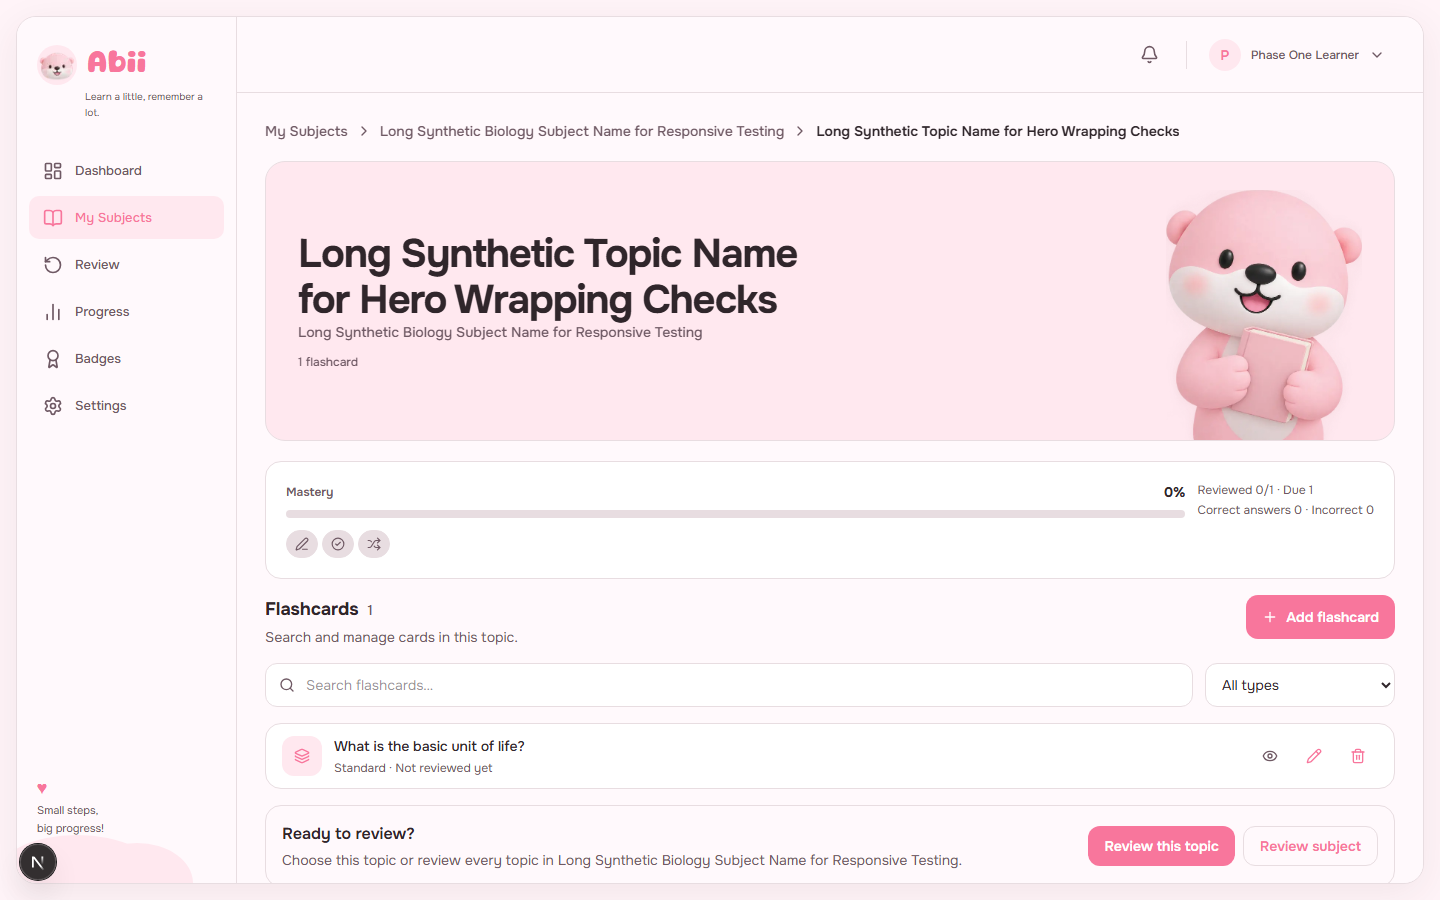 Abii
Learn a little, remember a
lot.
Dashboard
My Subjects
Review
Progress
Badges
Settings
Small steps,
big progress!
N
P
Phase One Learner
My Subjects > Long Synthetic Biology Subject Name for Responsive Testing > Long Synthetic Topic Name for Hero Wrapping Checks
Long Synthetic Topic Name
for Hero Wrapping Checks
Long Synthetic Biology Subject Name for Responsive Testing
1 flashcard
Mastery
0%
Reviewed 0/1 · Due 1
Correct answers 0 · Incorrect 0
Flashcards 1
Search and manage cards in this topic.
+ Add flashcard
Search flashcards...
All types
What is the basic unit of life?
Standard · Not reviewed yet
Ready to review?
Choose this topic or review every topic in Long Synthetic Biology Subject Name for Responsive Testing.
Review this topic
Review subject